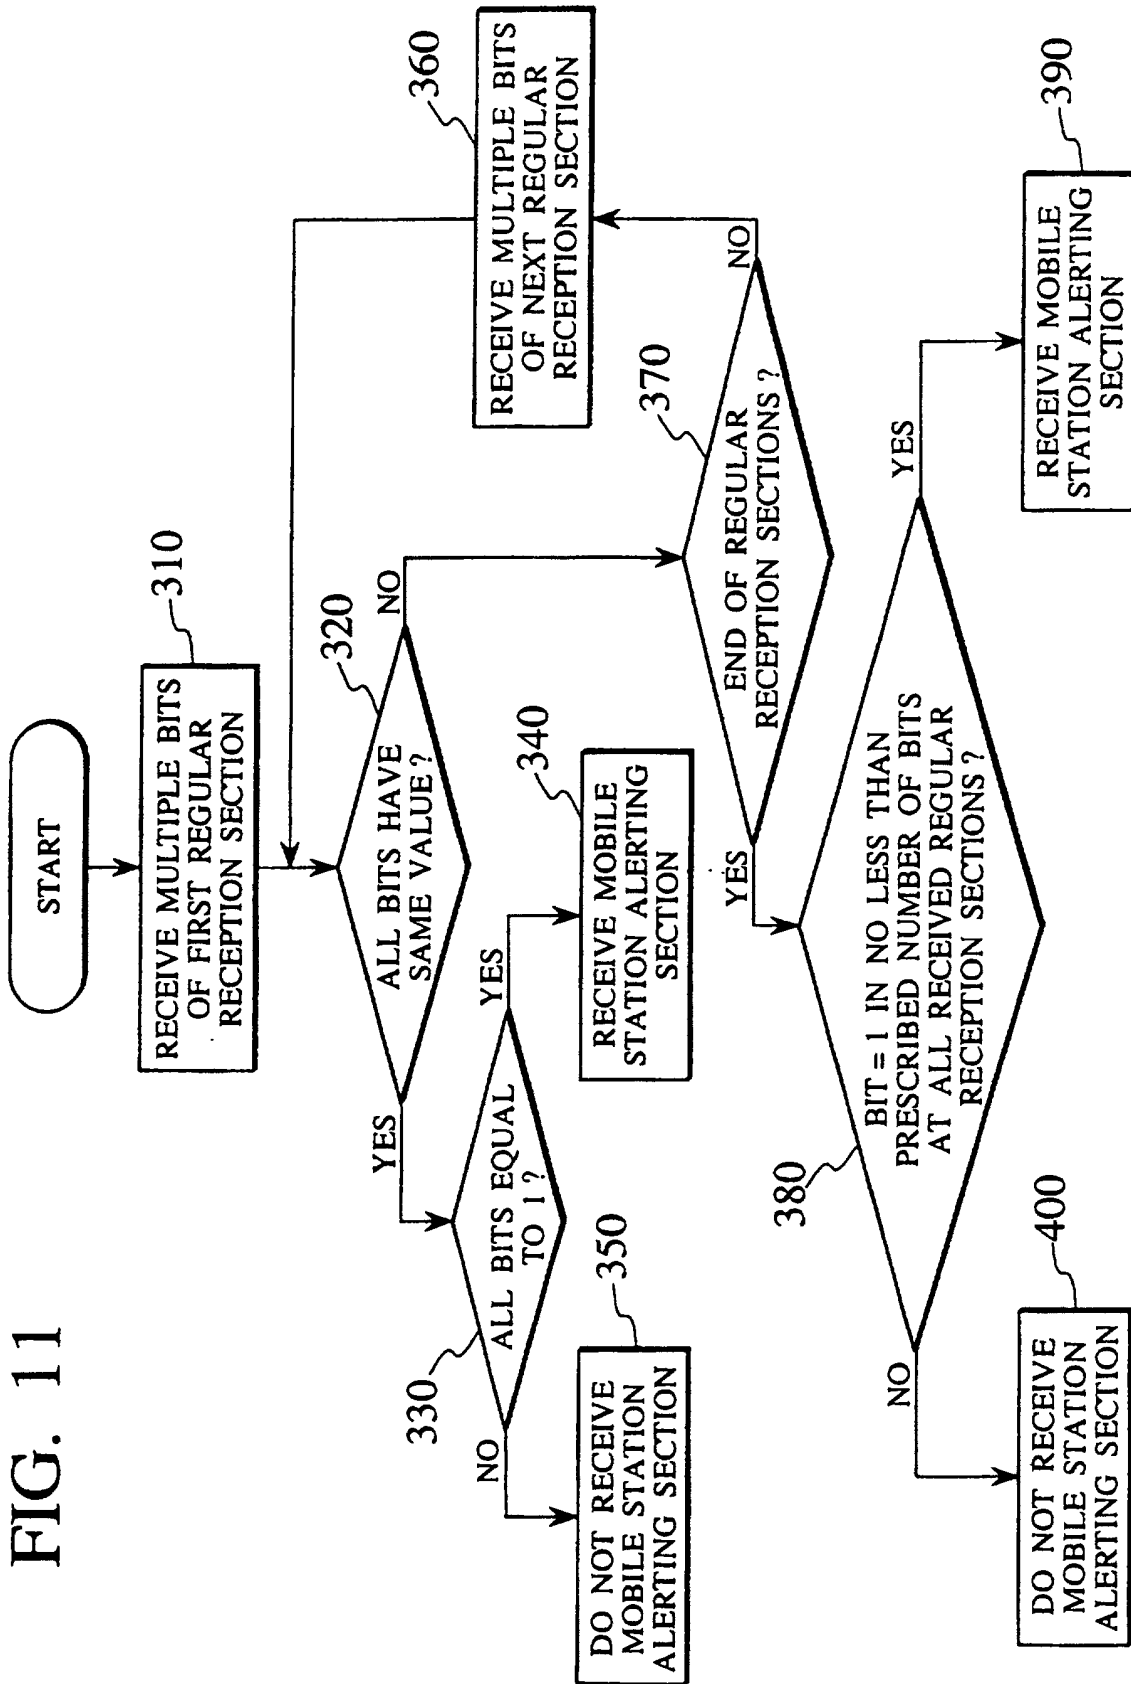 FIG. 11
START
RECEIVE MULTIPLE BITS
OF FIRST REGULAR
RECEPTION SECTION
310
ALL BITS HAVE
SAME VALUE ?
320
YES
NO
ALL BITS EQUAL
TO 1 ?
330
NO
YES
DO NOT RECEIVE
MOBILE STATION
ALERTING SECTION
350
RECEIVE MOBILE
STATION ALERTING
SECTION
340
RECEIVE MULTIPLE BITS
OF NEXT REGULAR
RECEPTION SECTION
360
END OF REGULAR
RECEPTION SECTIONS ?
370
YES
NO
BIT = 1 IN NO LESS THAN
PRESCRIBED NUMBER OF BITS
AT ALL RECEIVED REGULAR
RECEPTION SECTIONS ?
380
NO
YES
DO NOT RECEIVE
MOBILE STATION
ALERTING SECTION
400
RECEIVE MOBILE
STATION ALERTING
SECTION
390